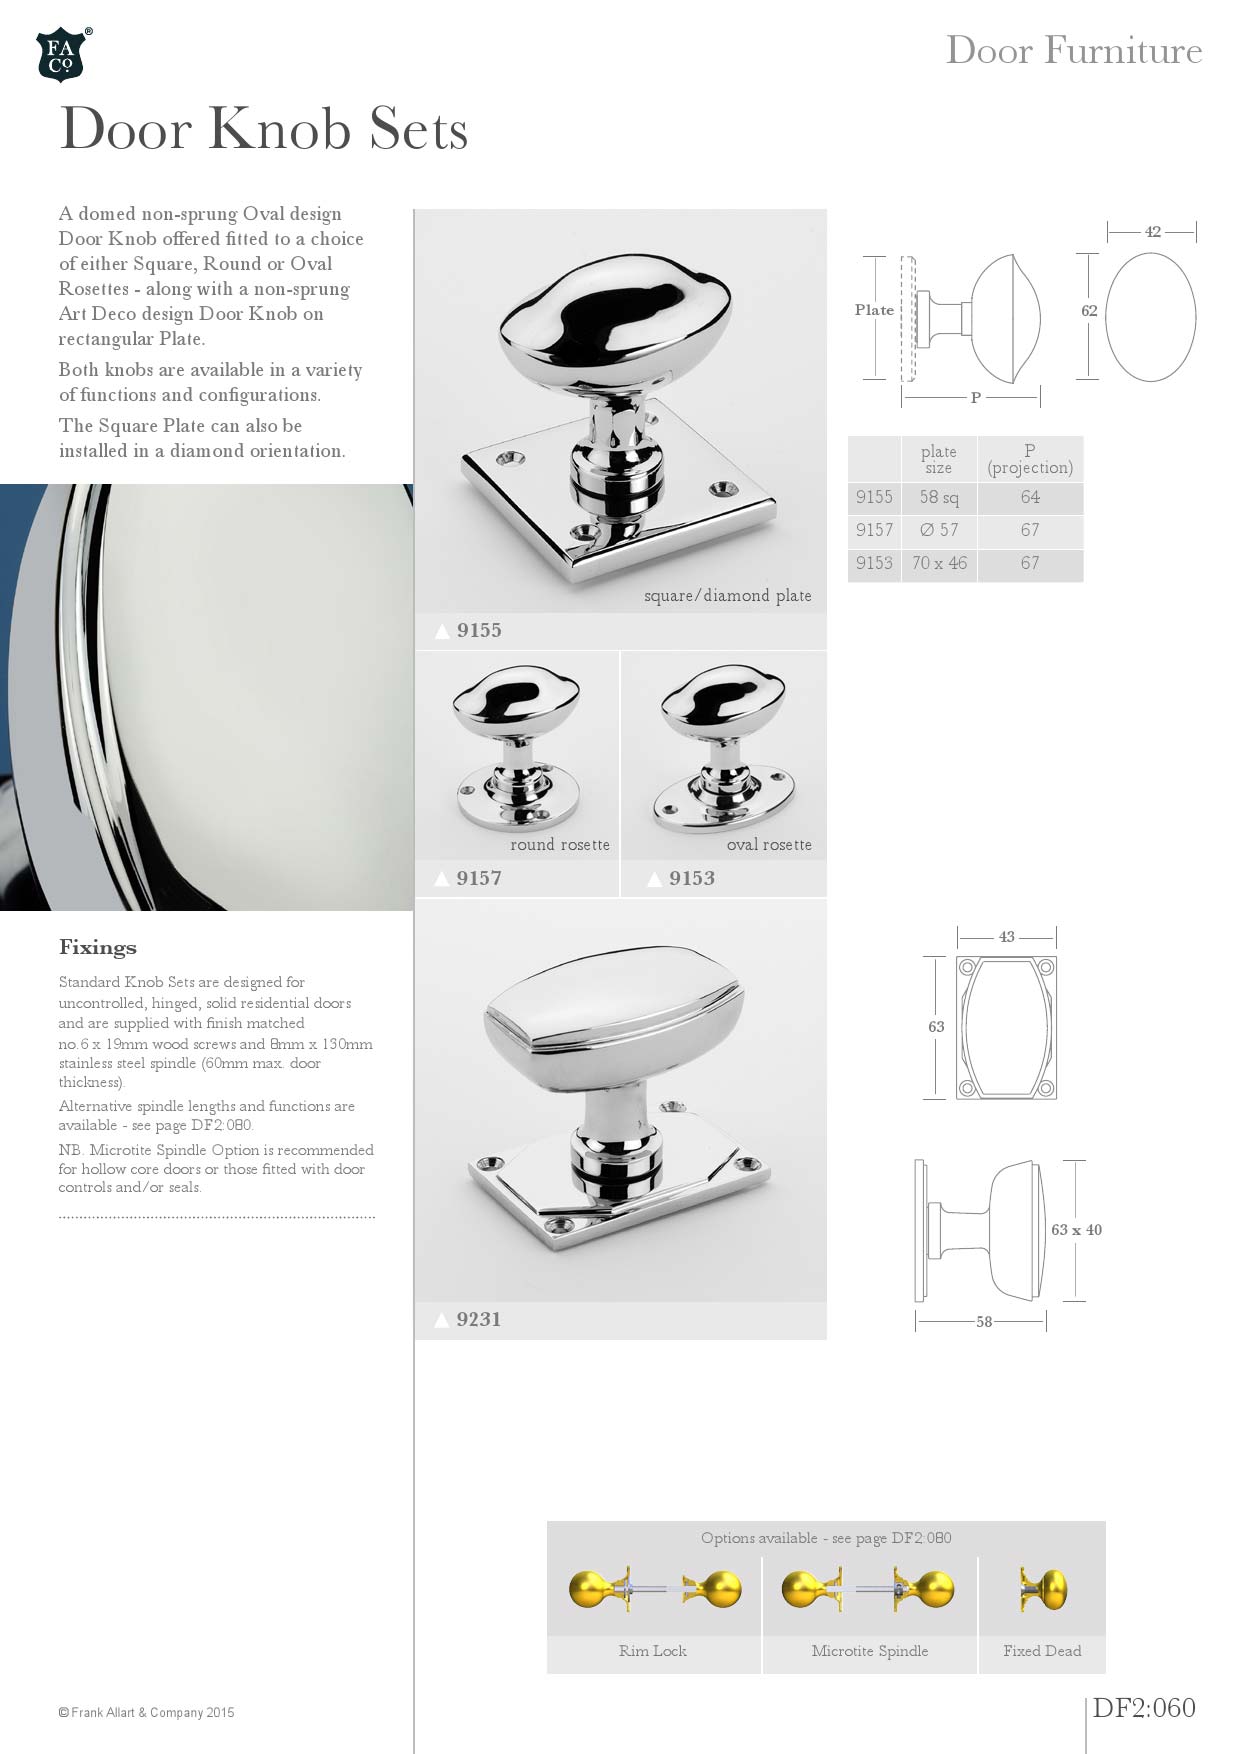 FA
Co.
®
Door Furniture
Door Knob Sets
A domed non-sprung Oval design
Door Knob offered fitted to a choice
of either Square, Round or Oval
Rosettes - along with a non-sprung
Art Deco design Door Knob on
rectangular Plate.
Both knobs are available in a variety
of functions and configurations.
The Square Plate can also be
installed in a diamond orientation.
square/diamond plate
9155
round rosette
9157
oval rosette
9153
9231
Plate
P
42
62
plate size P (projection)
9155 58 sq 64
9157 Ø 57 67
9153 70 x 46 67
43
63
63 x 40
58
Fixings
Standard Knob Sets are designed for
uncontrolled, hinged, solid residential doors
and are supplied with finish matched
no.6 x 19mm wood screws and 8mm x 130mm
stainless steel spindle (60mm max. door
thickness).
Alternative spindle lengths and functions are
available - see page DF2:080.
NB. Microtite Spindle Option is recommended
for hollow core doors or those fitted with door
controls and/or seals.
Options available - see page DF2:080
Rim Lock
Microtite Spindle
Fixed Dead
© Frank Allart & Company 2015
DF2:060